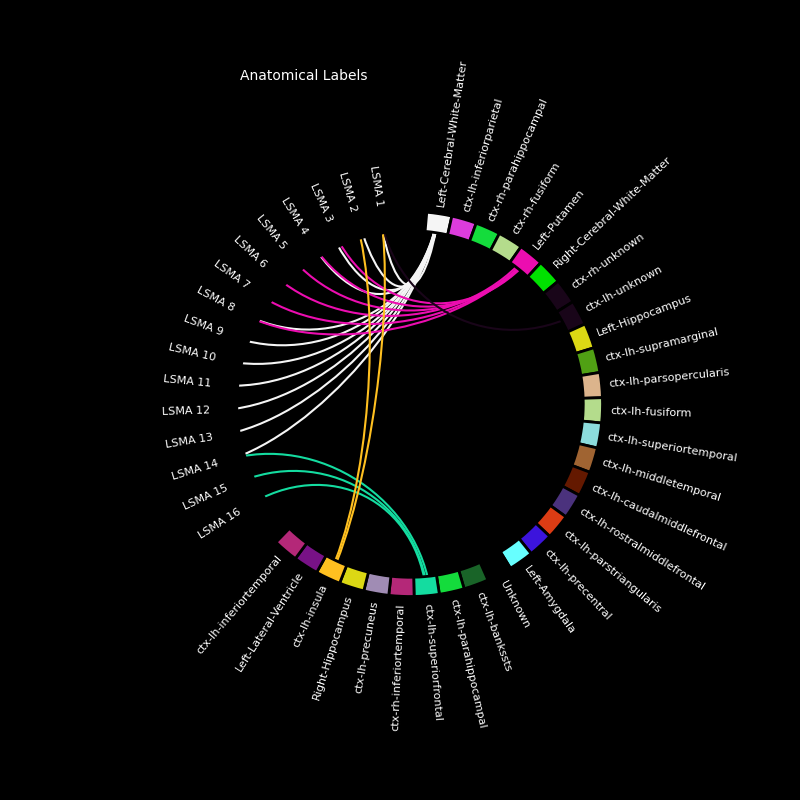 Anatomical Labels
LSMA 1
LSMA 2
LSMA 3
LSMA 4
LSMA 5
LSMA 6
LSMA 7
LSMA 8
LSMA 9
LSMA 10
LSMA 11
LSMA 12
LSMA 13
LSMA 14
LSMA 15
LSMA 16
ctx-lh-inferiortemporal
Left-Lateral-Ventricle
ctx-lh-insula
Right-Hippocampus
ctx-lh-precuneus
ctx-rh-inferiortemporal
ctx-lh-superiorfrontal
ctx-lh-parahippocampal
ctx-lh-bankssts
Unknown
Left-Amygdala
ctx-lh-precentral
ctx-lh-parstriangularis
ctx-lh-rostralmiddlefrontal
ctx-lh-caudalmiddlefrontal
ctx-lh-middletemporal
ctx-lh-superiortemporal
ctx-lh-fusiform
ctx-lh-parsopercularis
ctx-lh-supramarginal
Left-Hippocampus
ctx-lh-unknown
ctx-rh-unknown
Right-Cerebral-White-Matter
Left-Putamen
ctx-rh-fusiform
ctx-rh-parahippocampal
ctx-lh-inferiorparietal
Left-Cerebral-White-Matter